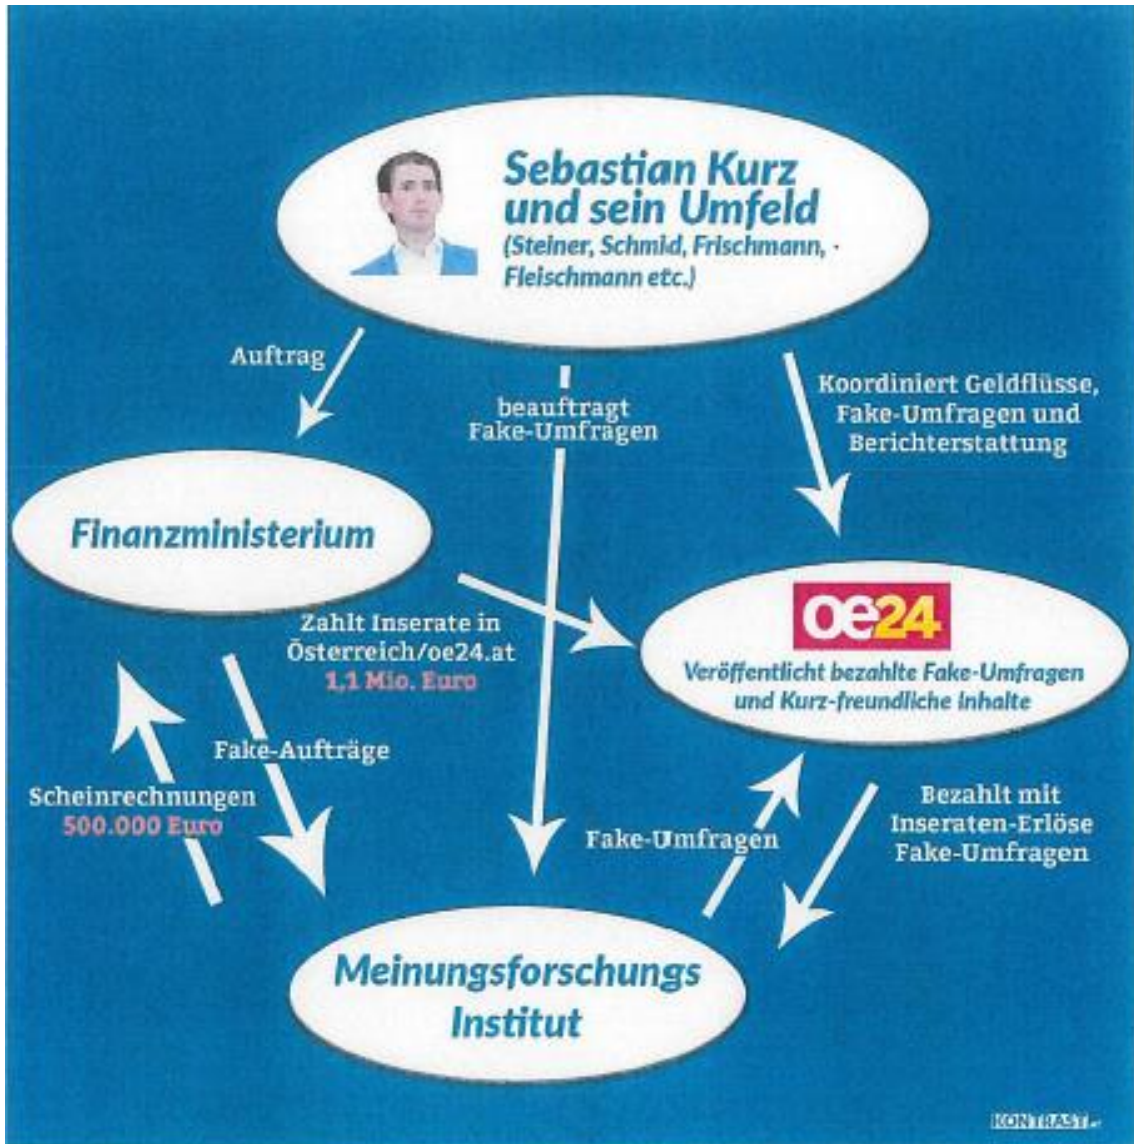 Sebastian Kurz
und sein Umfeld
(Steiner, Schmid, Frischmann,
Fleischmann etc.)
Auftrag
beauftragt
Fake-Umfragen
Koordiniert Geldflüsse,
Fake-Umfragen und
Berichterstattung
Finanzministerium
Zahlt Inserate in
Österreich/oe24.at
1,1 Mio. Euro
oe24
Veröffentlicht bezahlte Fake-Umfragen
und Kurz-freundliche Inhalte
Fake-Aufträge
Scheinrechnungen
500.000 Euro
Fake-Umfragen
Bezahlt mit
Inseraten-Erlöse
Fake-Umfragen
Meinungsforschungs
Institut
KONTRAST.at